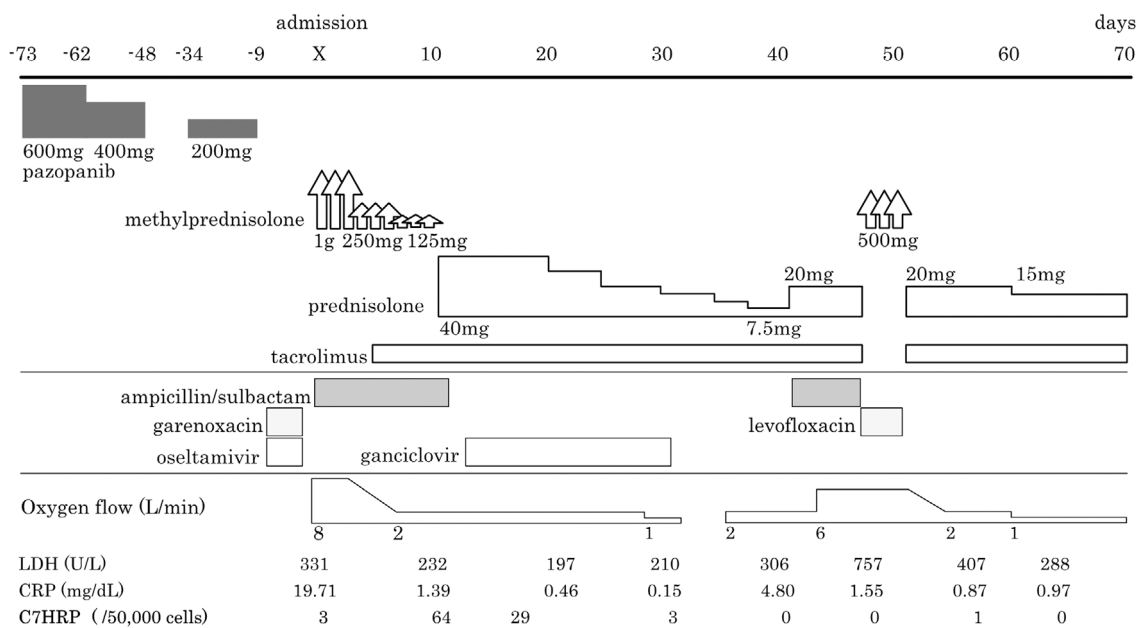 admission days
-73 -62 -48 -34 -9 X 10 20 30 40 50 60 70
600mg 400mg 200mg
pazopanib
methylprednisolone
1g 250mg 125mg 500mg
20mg 20mg 15mg
prednisolone
40mg 7.5mg
tacrolimus
ampicillin/sulbactam
garenoxacin levofloxacin
oseltamivir ganciclovir
Oxygen flow (L/min)
8 2 1 2 6 2 1
LDH (U/L) 331 232 197 210 306 757 407 288
CRP (mg/dL) 19.71 1.39 0.46 0.15 4.80 1.55 0.87 0.97
C7HRP ( /50,000 cells) 3 64 29 3 0 0 1 0